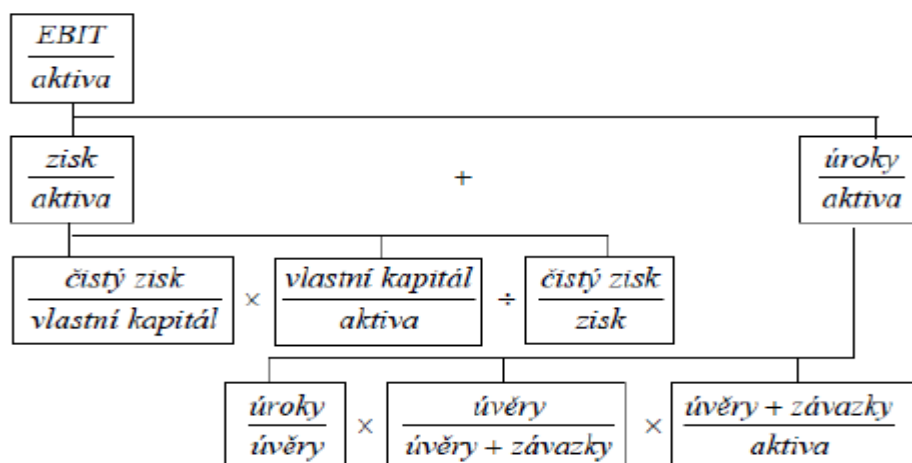 EBIT
aktiva
zisk
aktiva
+
úroky
aktiva
čistý zisk
vlastní kapitál
×
vlastní kapitál
aktiva
÷
čistý zisk
zisk
úroky
úvěry
×
úvěry
úvěry + závazky
×
úvěry + závazky
aktiva